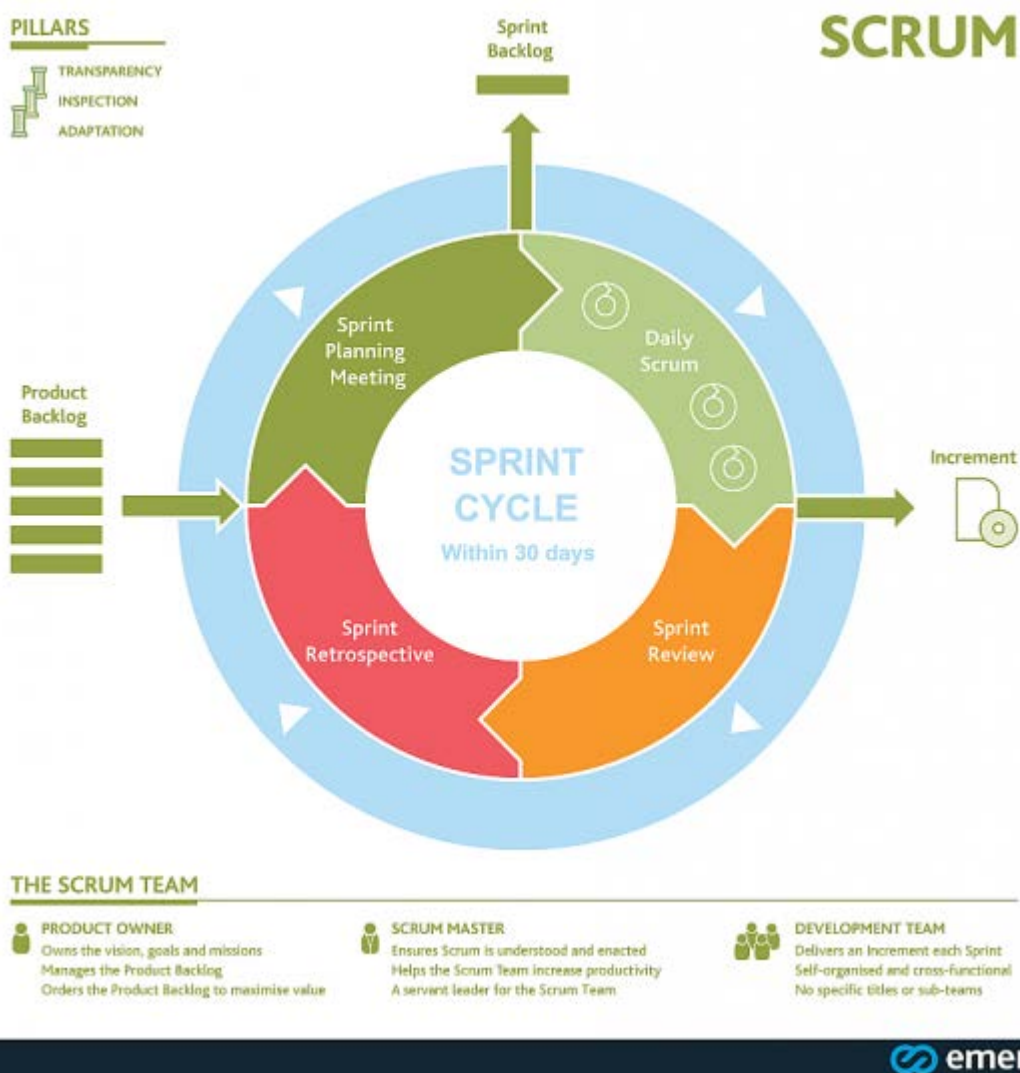 PILLARS
TRANSPARENCY
INSPECTION
ADAPTATION
SCRUM
Sprint
Backlog
Sprint
Planning
Meeting
Daily
Scrum
Product
Backlog
SPRINT
CYCLE
Within 30 days
Increment
Sprint
Retrospective
Sprint
Review
THE SCRUM TEAM
PRODUCT OWNER
Owns the vision, goals and missions
Manages the Product Backlog
Orders the Product Backlog to maximise value
SCRUM MASTER
Ensures Scrum is understood and enacted
Helps the Scrum Team increase productivity
A servant leader for the Scrum Team
DEVELOPMENT TEAM
Delivers an Increment each Sprint
Self-organised and cross-functional
No specific titles or sub-teams